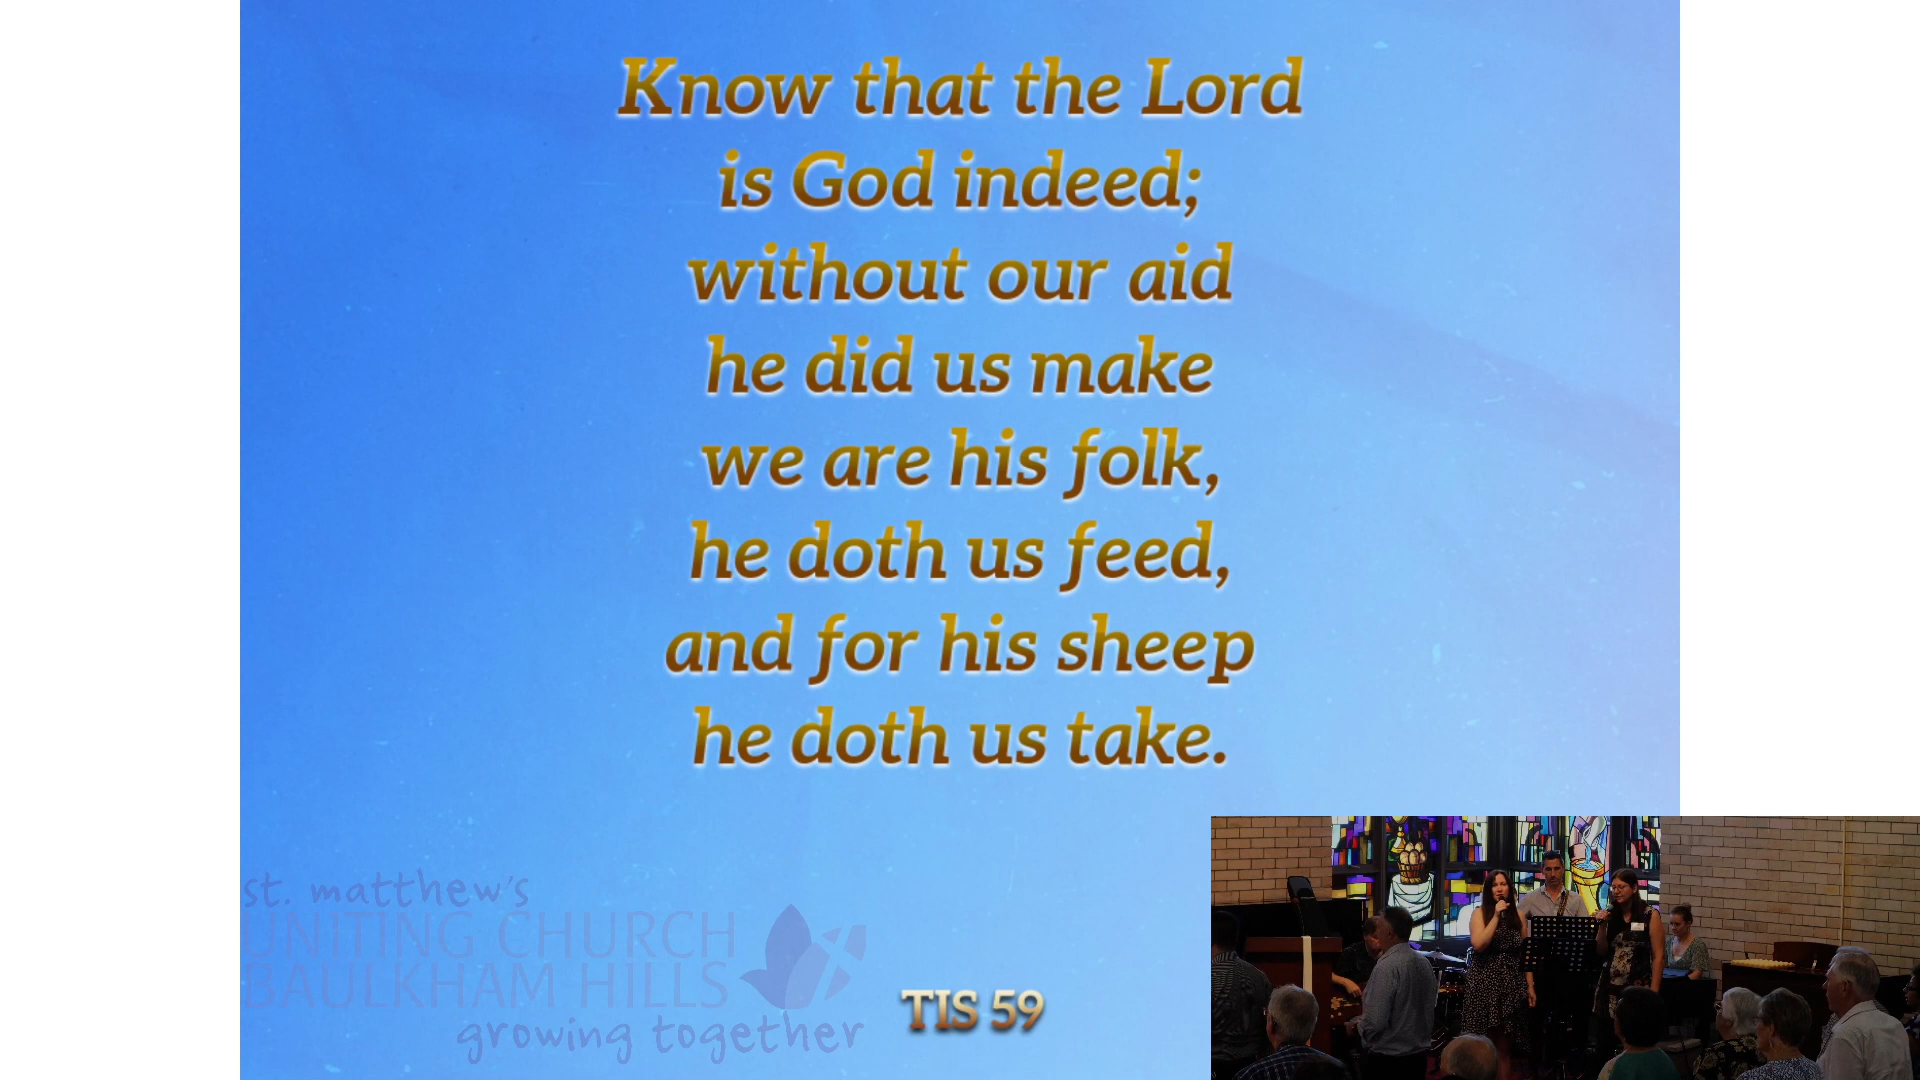 Know that the Lord
is God indeed;
without our aid
he did us make
we are his folk,
he doth us feed,
and for his sheep
he doth us take.
st. matthew's
UNITING CHURCH
BAULKHAM HILLS
growing together
TIS 59